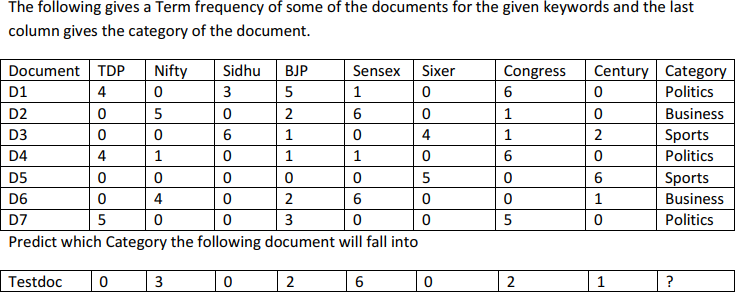 The following gives a Term frequency of some of the documents for the given keywords and the last
column gives the category of the document.
Document TDP Nifty Sidhu BJP Sensex Sixer Congress Century Category
D1 4 0 3 5 1 0 6 0 Politics
D2 0 5 0 2 6 0 1 0 Business
D3 0 0 6 1 0 4 1 2 Sports
D4 4 1 0 1 1 0 6 0 Politics
D5 0 0 0 0 0 5 0 6 Sports
D6 0 4 0 2 6 0 0 1 Business
D7 5 0 0 3 0 0 5 0 Politics
Predict which Category the following document will fall into
Testdoc 0 3 0 2 6 0 2 1 ?